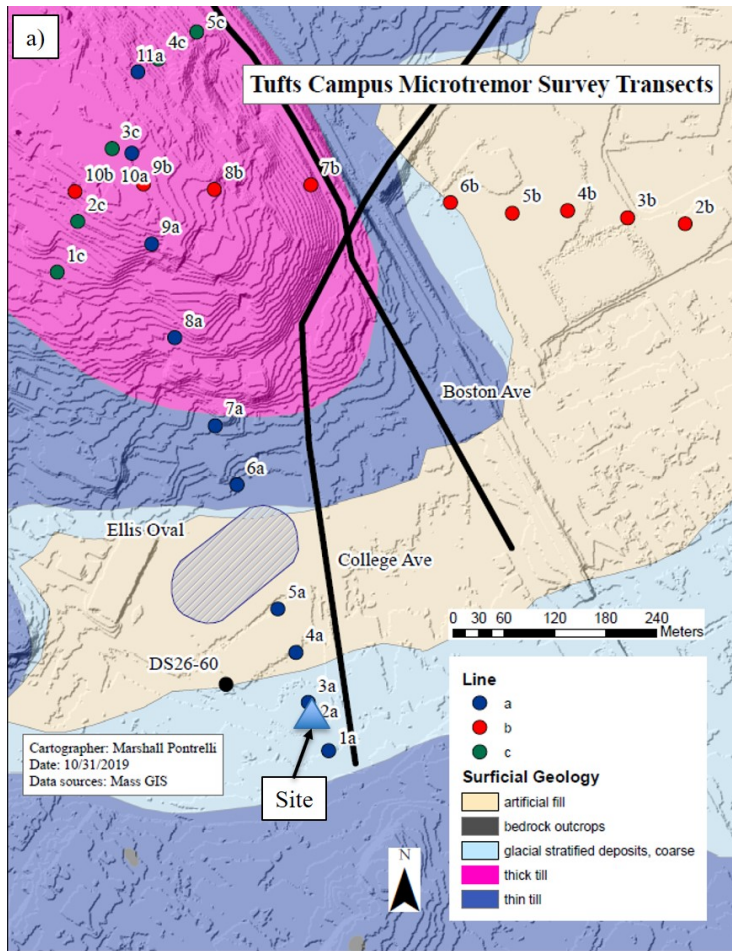 a)
5c
4c
11a
Tufts Campus Microtremor Survey Transects
3c
10b
10a
9b
8b
7b
6b
5b
4b
3b
2b
2c
9a
1c
8a
Boston Ave
7a
6a
Ellis Oval
College Ave
5a
0 30 60 120 180 240
Meters
4a
DS26-60
3a
2a
1a
Cartographer: Marshall Pontrelli
Date: 10/31/2019
Data sources: Mass GIS
Site
N
Line
a
b
c
Surficial Geology
artificial fill
bedrock outcrops
glacial stratified deposits, coarse
thick till
thin till